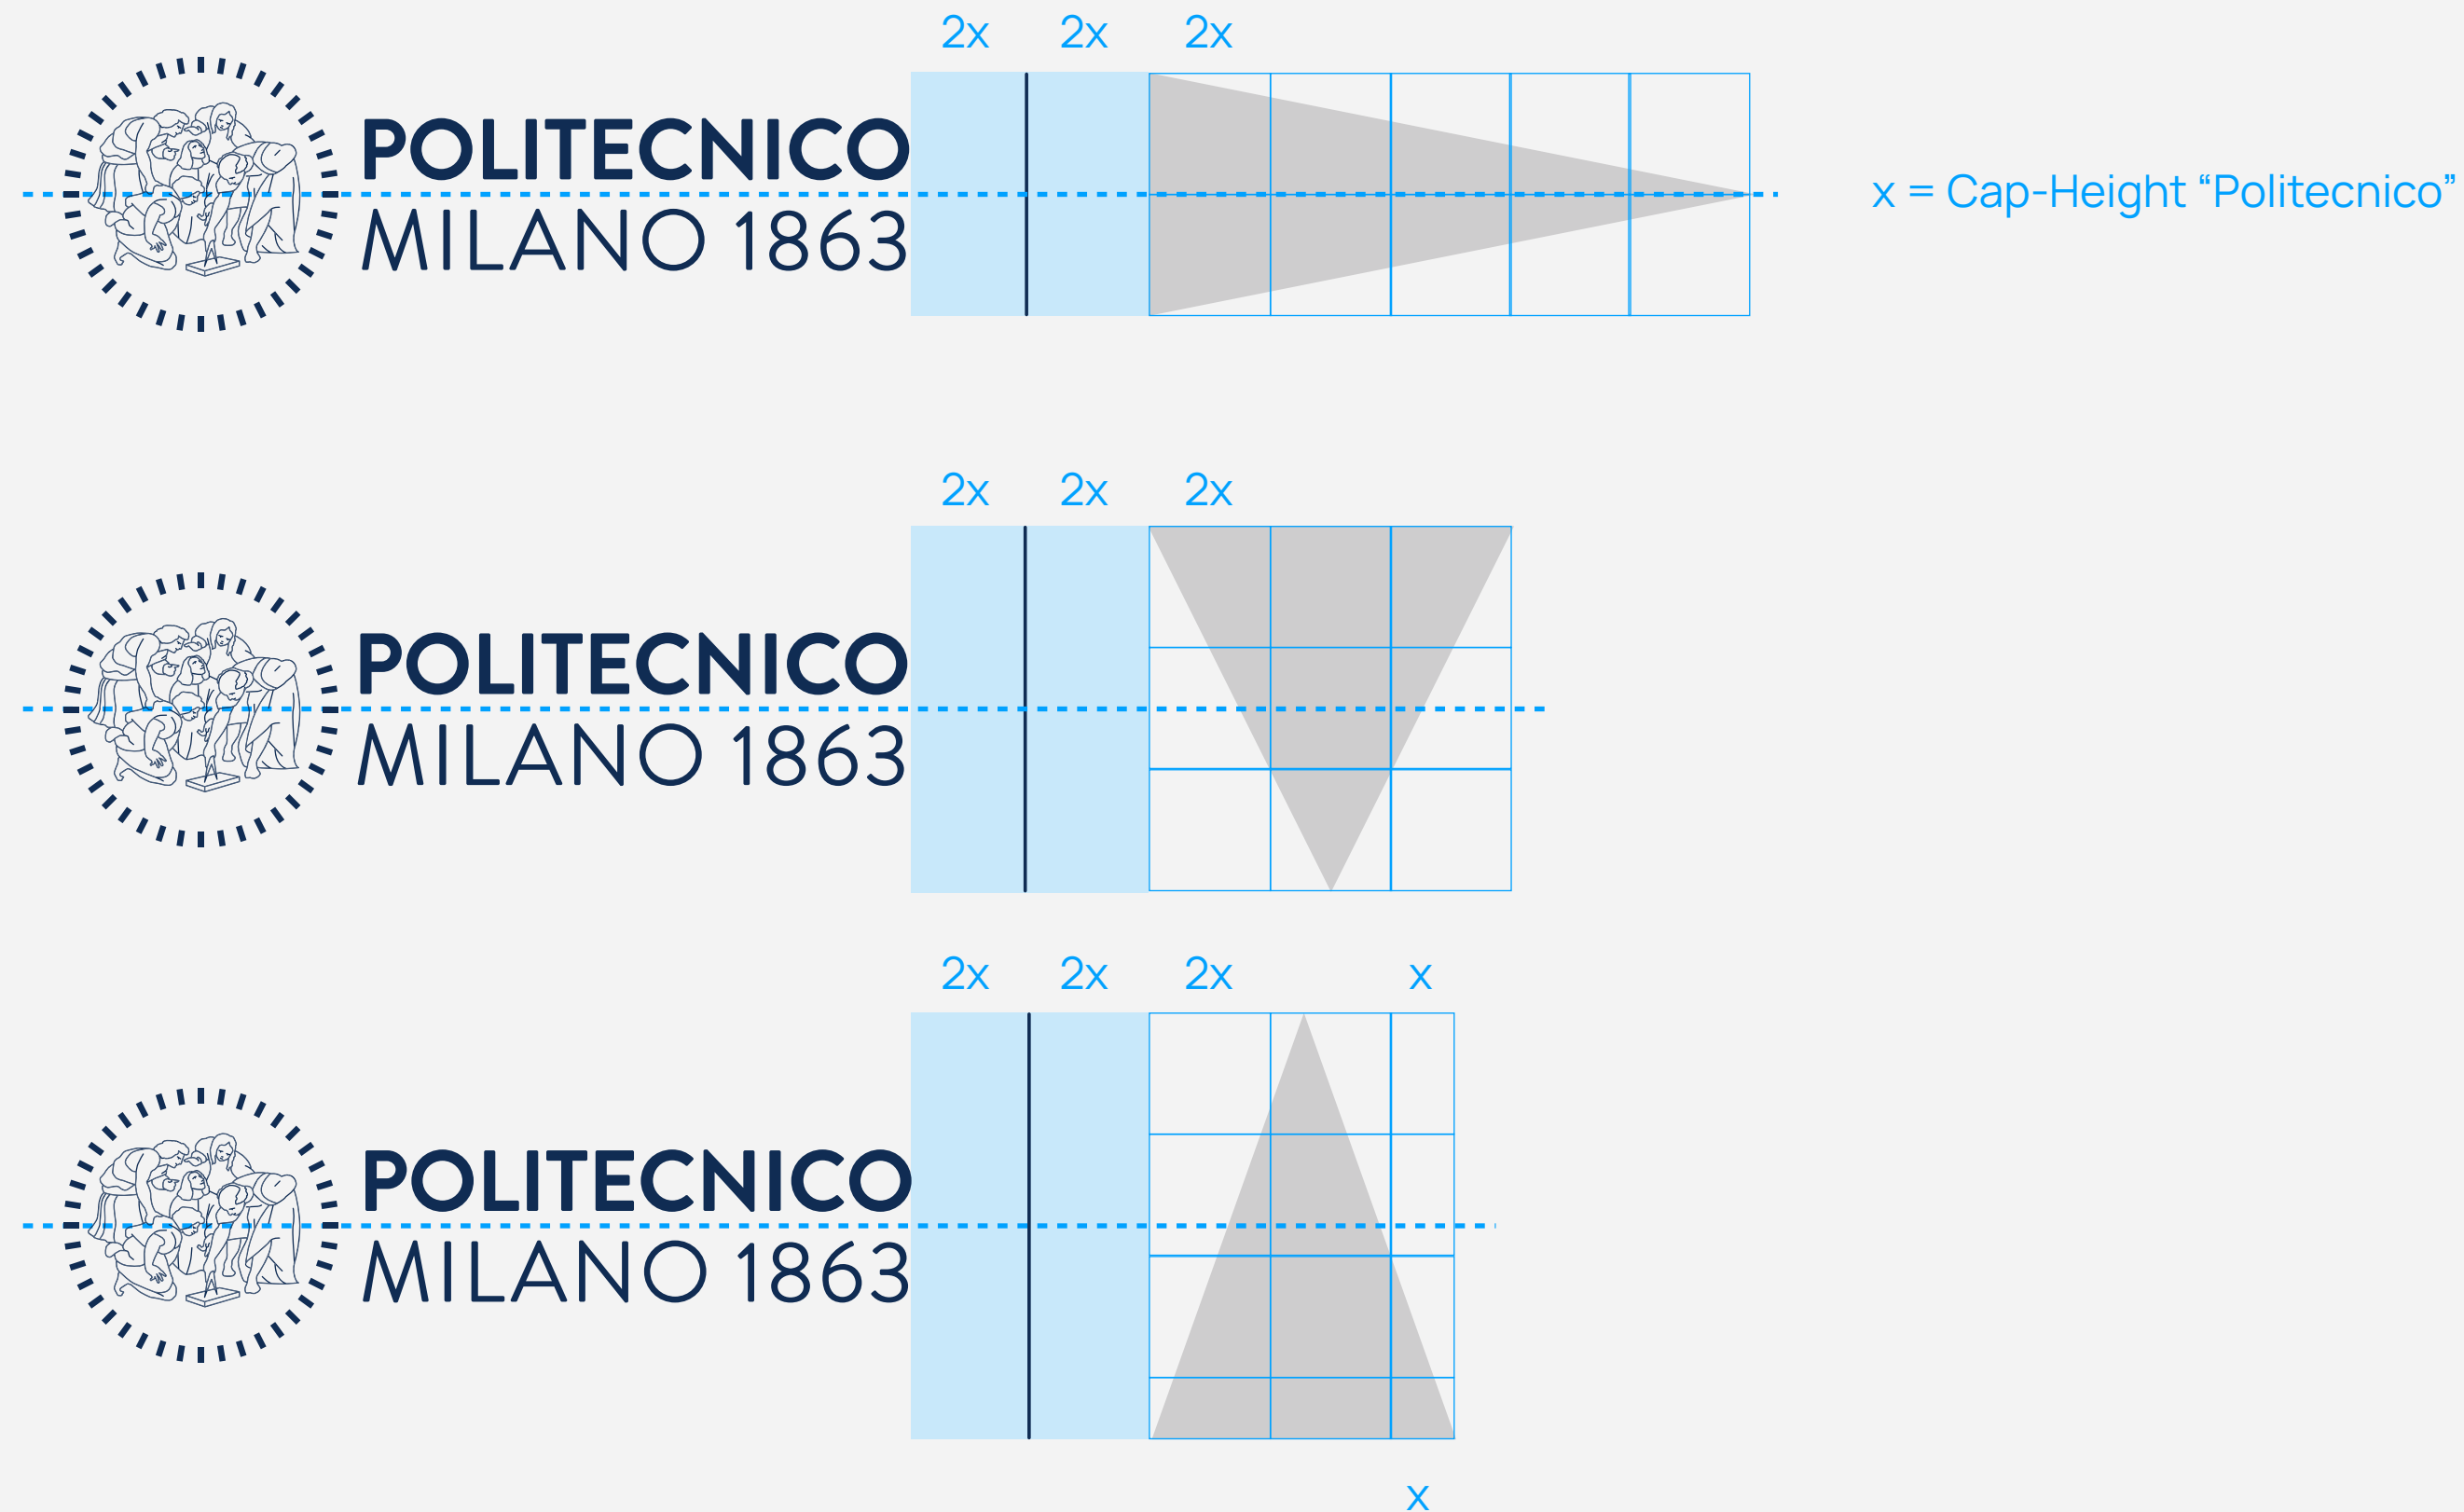 2x 2x 2x
POLITECNICO
MILANO 1863
x = Cap-Height “Politecnico”
2x 2x 2x
POLITECNICO
MILANO 1863
2x 2x 2x x
POLITECNICO
MILANO 1863
x